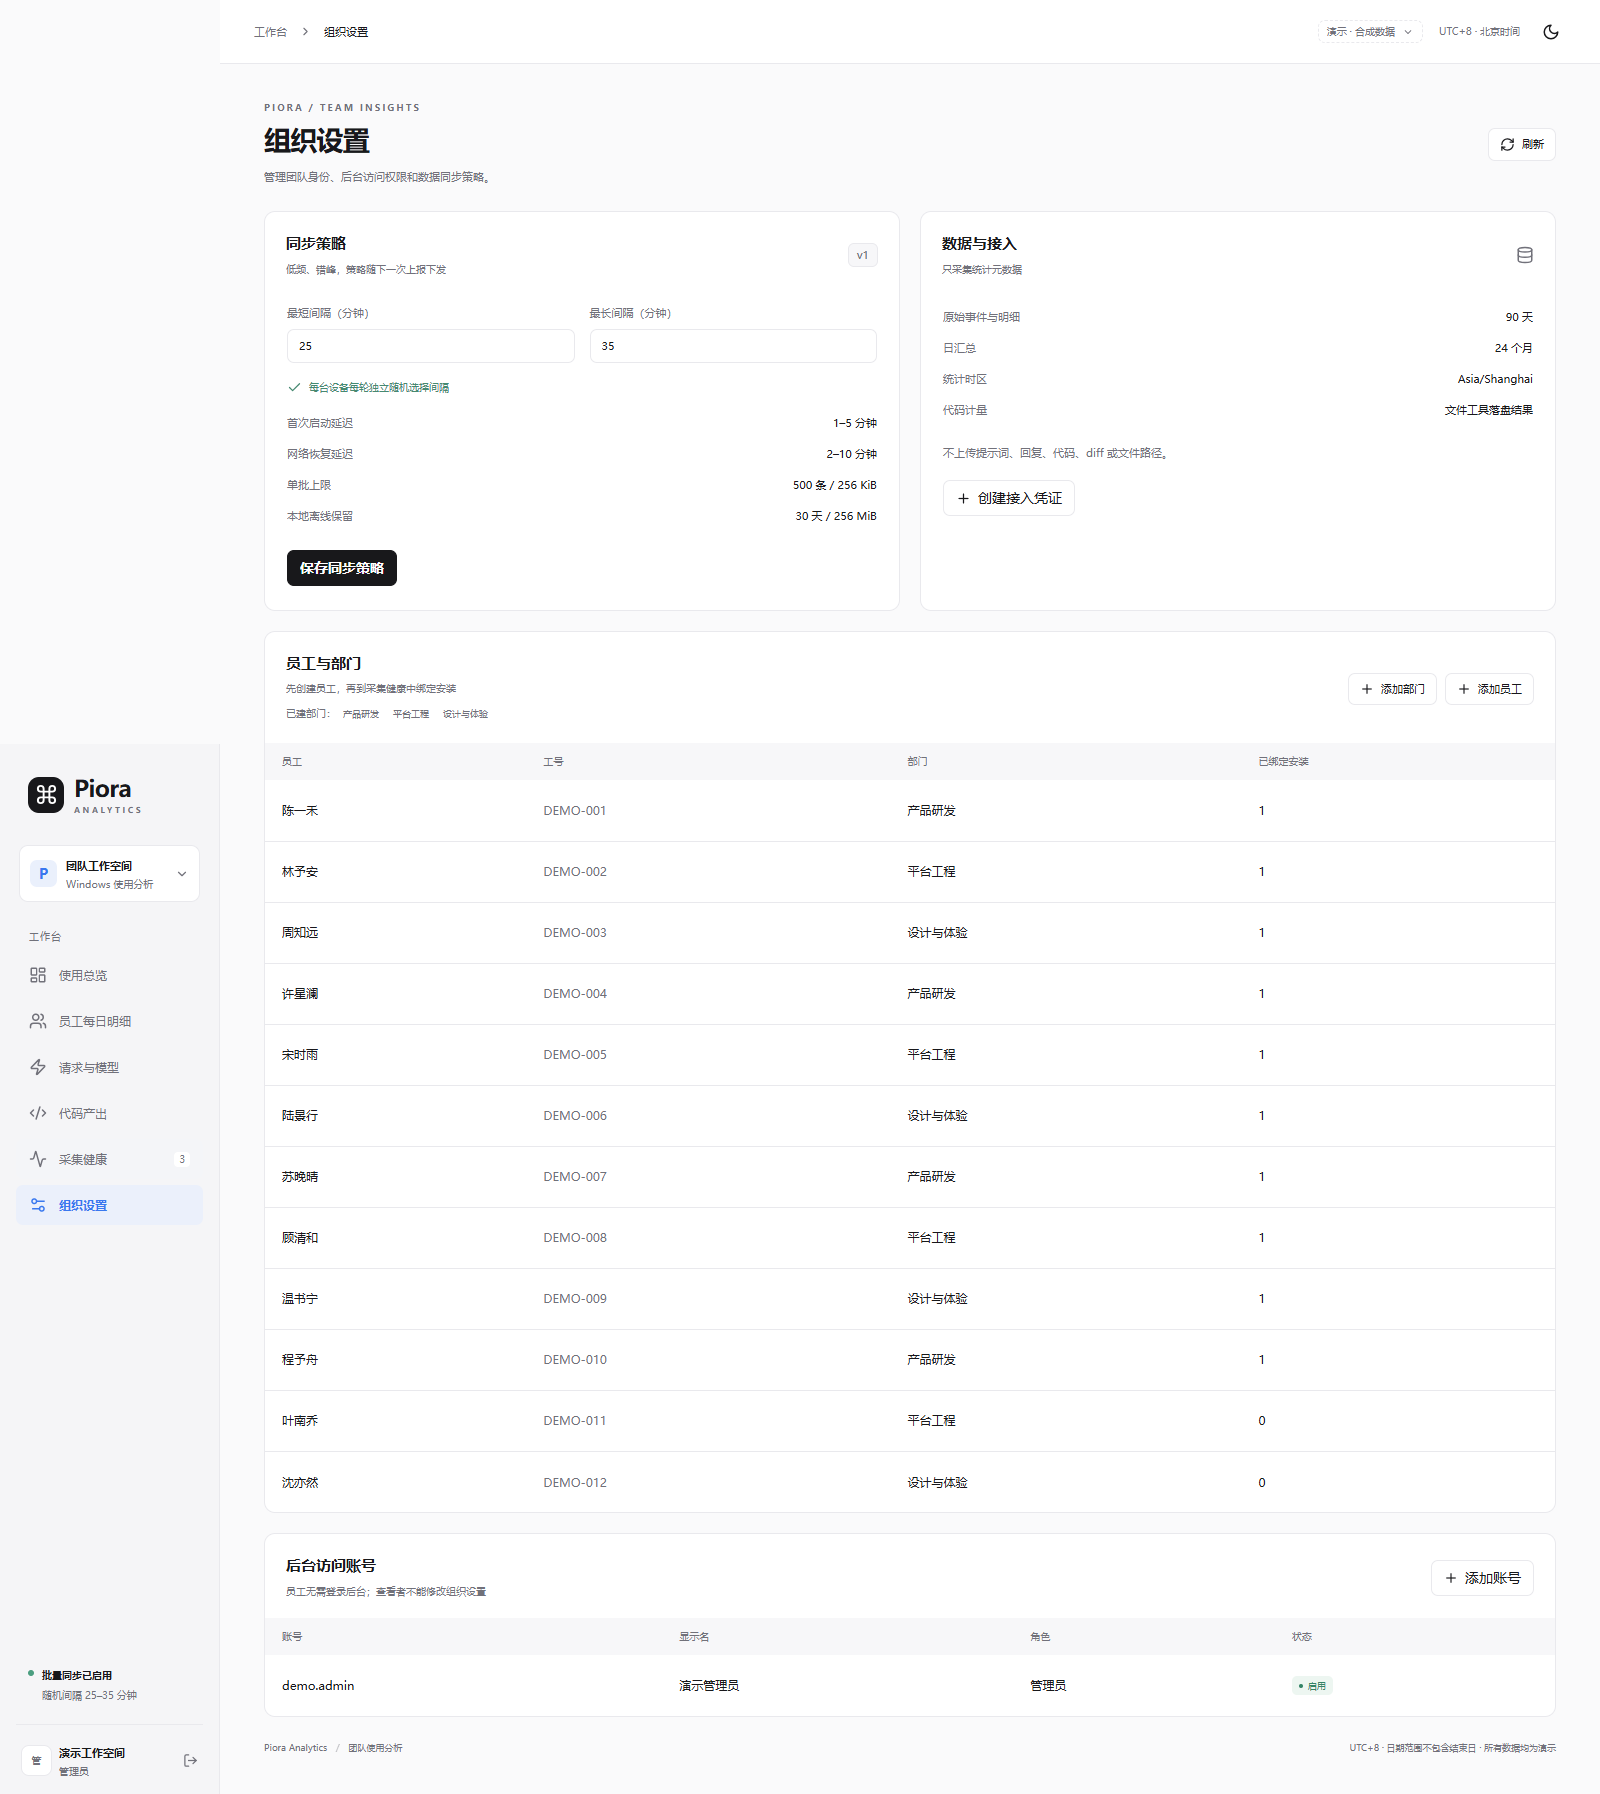 工作台 > 组织设置
演示 · 合成数据
UTC+8 · 北京时间
PIORA / TEAM INSIGHTS
组织设置
管理团队身份、后台访问权限和数据同步策略。
刷新
同步策略
低频、错峰，策略随下一次上报下发
v1
最短间隔（分钟）
最长间隔（分钟）
25
35
每台设备每轮独立随机选择间隔
首次启动延迟 1–5 分钟
网络恢复延迟 2–10 分钟
单批上限 500 条 / 256 KiB
本地离线保留 30 天 / 256 MiB
保存同步策略
数据与接入
只采集统计元数据
原始事件与明细 90 天
日汇总 24 个月
统计时区 Asia/Shanghai
代码计量 文件工具落盘结果
不上传提示词、回复、代码、diff 或文件路径。
+ 创建接入凭证
员工与部门
先创建员工，再到采集健康中绑定安装
已建部门： 产品研发 平台工程 设计与体验
+ 添加部门
+ 添加员工
员工 工号 部门 已绑定安装
陈一禾 DEMO-001 产品研发 1
林予安 DEMO-002 平台工程 1
周知远 DEMO-003 设计与体验 1
许星澜 DEMO-004 产品研发 1
宋时雨 DEMO-005 平台工程 1
陆景行 DEMO-006 设计与体验 1
苏晚晴 DEMO-007 产品研发 1
顾清和 DEMO-008 平台工程 1
温书宁 DEMO-009 设计与体验 1
程予舟 DEMO-010 产品研发 1
叶南乔 DEMO-011 平台工程 0
沈亦然 DEMO-012 设计与体验 0
后台访问账号
员工无需登录后台；查看者不能修改组织设置
+ 添加账号
账号 显示名 角色 状态
demo.admin 演示管理员 管理员 启用
Piora Analytics / 团队使用分析
UTC+8 · 日期范围不包含结束日 · 所有数据均为演示
Piora
ANALYTICS
P
团队工作空间
Windows 使用分析
工作台
使用总览
员工每日明细
请求与模型
代码产出
采集健康 3
组织设置
批量同步已启用
随机间隔 25–35 分钟
管
演示工作空间
管理员